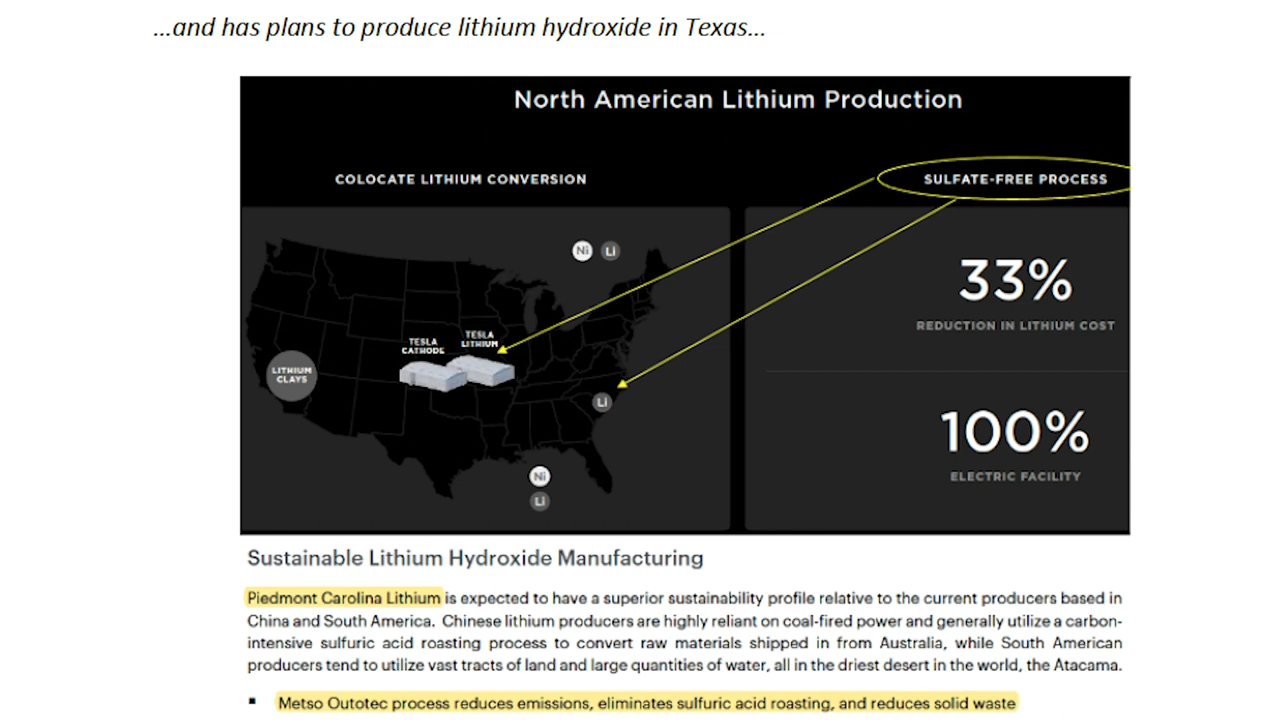 ...and has plans to produce lithium hydroxide in Texas...
North American Lithium Production
COLOCATE LITHIUM CONVERSION
SULFATE-FREE PROCESS
Ni Li
33%
REDUCTION IN LITHIUM COST
TESLA
CATHODE
TESLA
LITHIUM
LITHIUM
CLAYS
Li
100%
ELECTRIC FACILITY
Ni
Li
Sustainable Lithium Hydroxide Manufacturing
Piedmont Carolina Lithium is expected to have a superior sustainability profile relative to the current producers based in
China and South America. Chinese lithium producers are highly reliant on coal-fired power and generally utilize a carbon-
intensive sulfuric acid roasting process to convert raw materials shipped in from Australia, while South American
producers tend to utilize vast tracts of land and large quantities of water, all in the driest desert in the world, the Atacama.
▪ Metso Outotec process reduces emissions, eliminates sulfuric acid roasting, and reduces solid waste